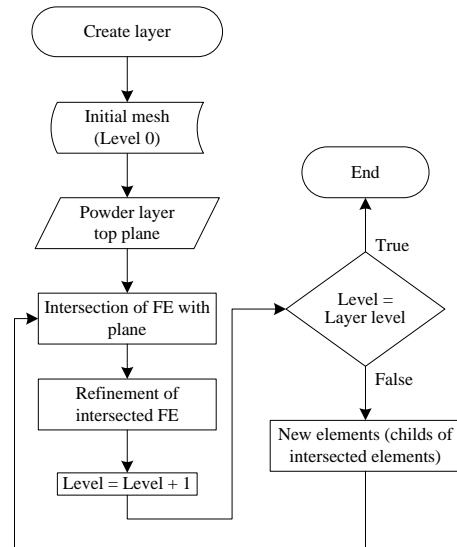 Create layer
Initial mesh
(Level 0)
Powder layer
top plane
Intersection of FE with
plane
Refinement of
intersected FE
Level = Level + 1
End
True
Level =
Layer level
False
New elements (childs of
intersected elements)